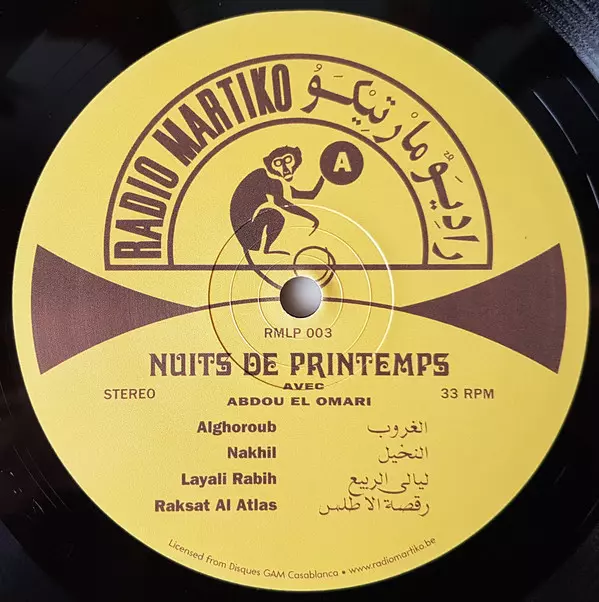 RADIO MARTIKO
راديو مارتيكو
A
RMLP 003
NUITS DE PRINTEMPS
AVEC
STEREO
33 RPM
ABDOU EL OMARI
Alghoroub الغروب
Nakhil النخيل
Layali Rabih ليالى الربيع
Raksat Al Atlas رقصة الاطلس
Licensed from Disques GAM Casablanca • www.radiomartiko.be